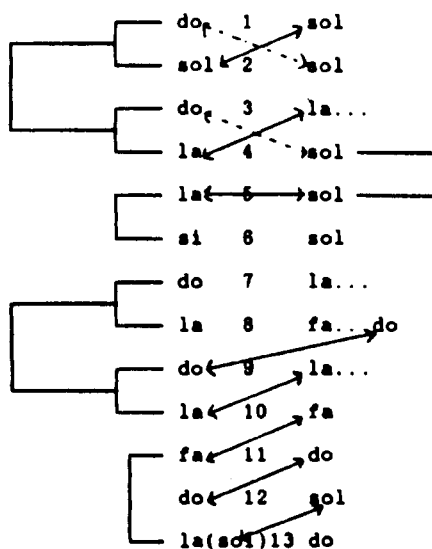 do 1 sol
sol 2 sol
do 3 la...
la 4 sol
la 5 sol
si 6 sol
do 7 la...
la 8 fa...do
do 9 la...
la 10 fa
fa 11 do
do 12 sol
la(sol)13 do